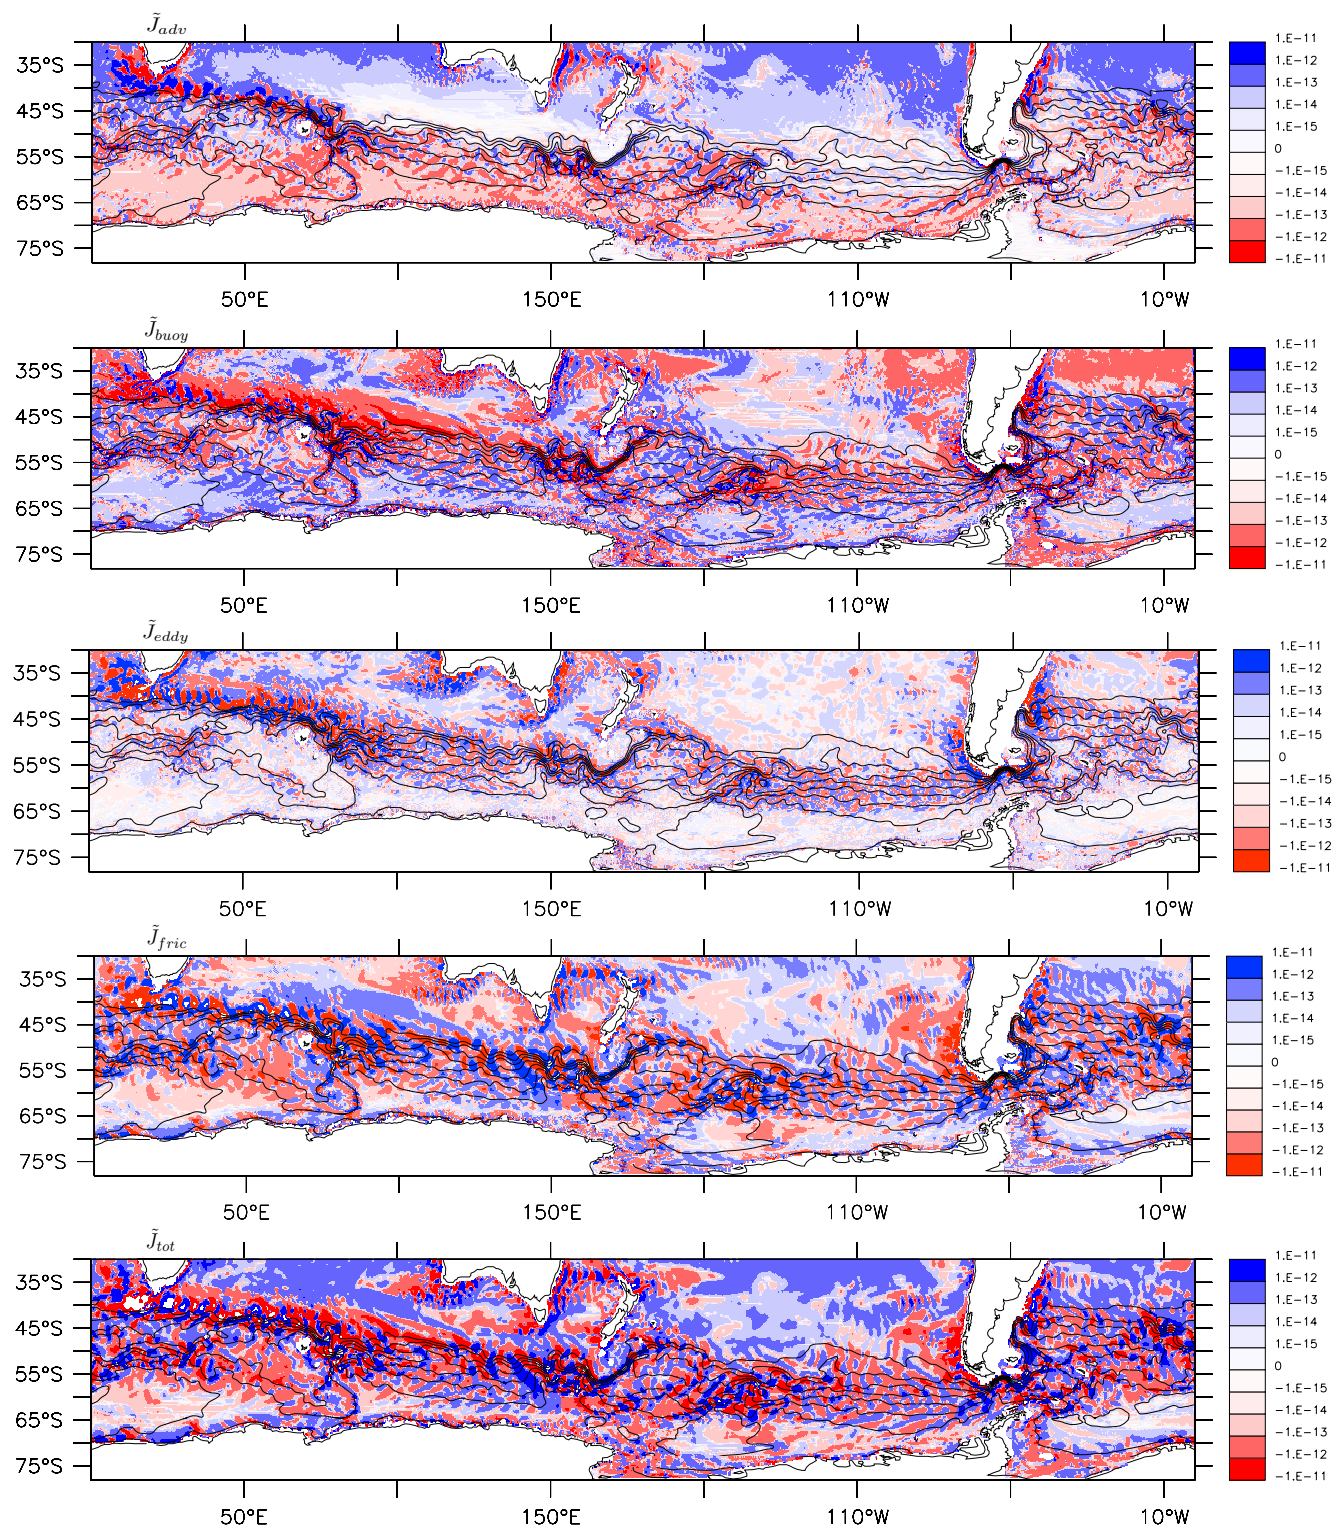 J̃adv
35°S
45°S
55°S
65°S
75°S
50°E
150°E
110°W
10°W
1.E-11
1.E-12
1.E-13
1.E-14
1.E-15
0
-1.E-15
-1.E-14
-1.E-13
-1.E-12
-1.E-11
J̃buoy
35°S
45°S
55°S
65°S
75°S
50°E
150°E
110°W
10°W
1.E-11
1.E-12
1.E-13
1.E-14
1.E-15
0
-1.E-15
-1.E-14
-1.E-13
-1.E-12
-1.E-11
J̃eddy
35°S
45°S
55°S
65°S
75°S
50°E
150°E
110°W
10°W
1.E-11
1.E-12
1.E-13
1.E-14
1.E-15
0
-1.E-15
-1.E-14
-1.E-13
-1.E-12
-1.E-11
J̃fric
35°S
45°S
55°S
65°S
75°S
50°E
150°E
110°W
10°W
1.E-11
1.E-12
1.E-13
1.E-14
1.E-15
0
-1.E-15
-1.E-14
-1.E-13
-1.E-12
-1.E-11
J̃tot
35°S
45°S
55°S
65°S
75°S
50°E
150°E
110°W
10°W
1.E-11
1.E-12
1.E-13
1.E-14
1.E-15
0
-1.E-15
-1.E-14
-1.E-13
-1.E-12
-1.E-11